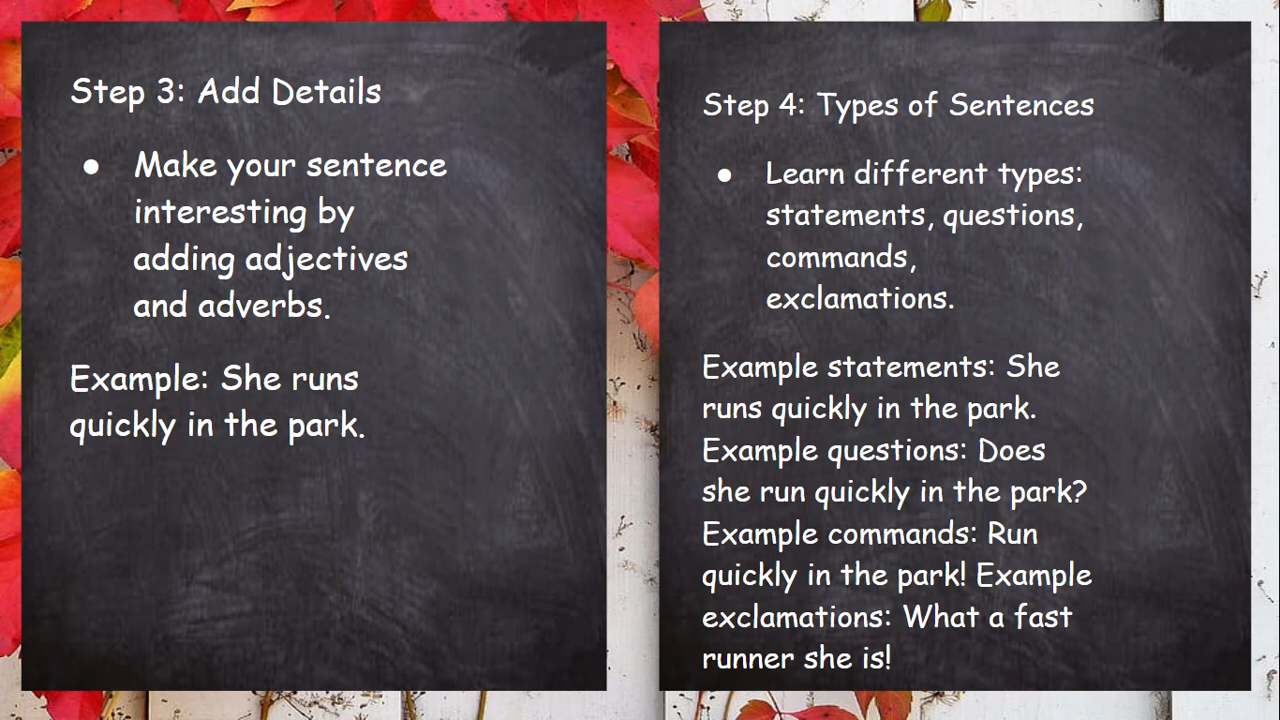 Step 3: Add Details
● Make your sentence
interesting by
adding adjectives
and adverbs.
Example: She runs
quickly in the park.
Step 4: Types of Sentences
● Learn different types:
statements, questions,
commands,
exclamations.
Example statements: She
runs quickly in the park.
Example questions: Does
she run quickly in the park?
Example commands: Run
quickly in the park! Example
exclamations: What a fast
runner she is!